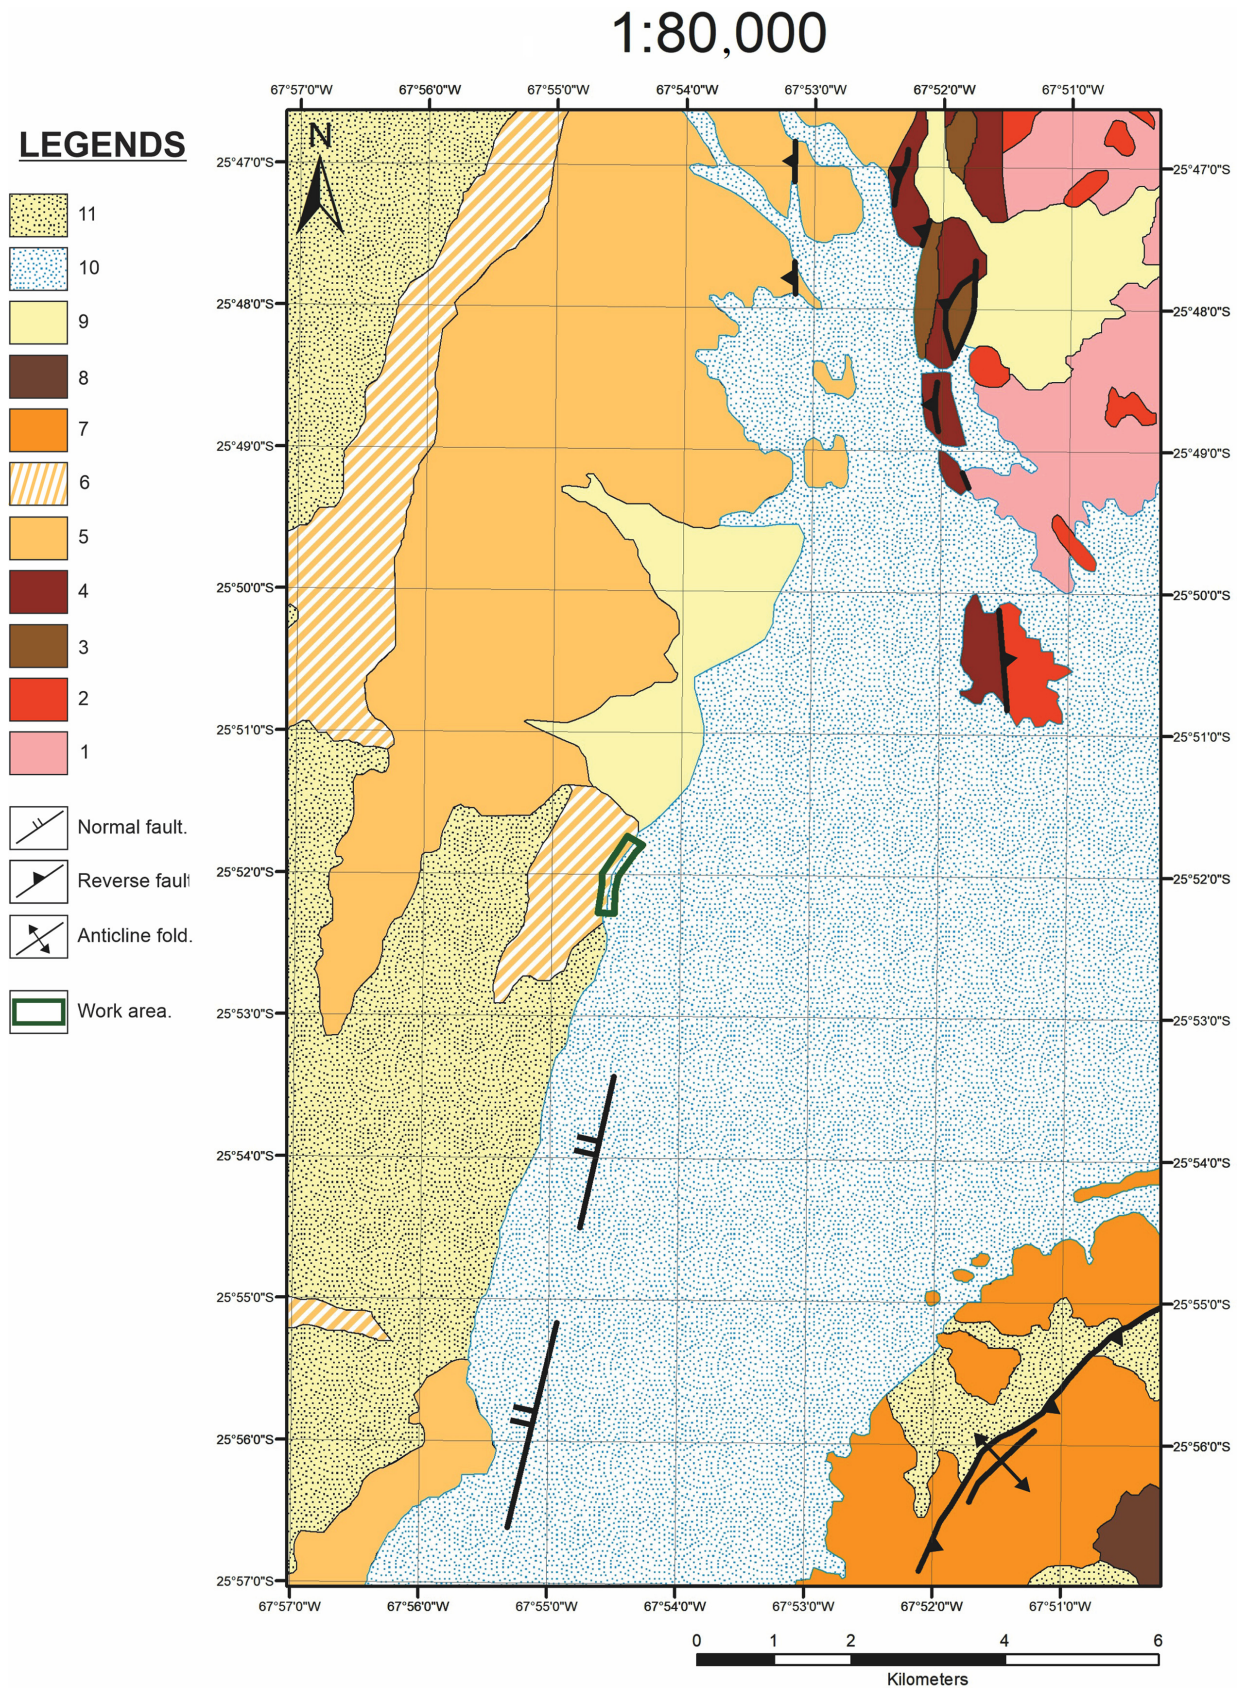 1:80,000
67°57'0"W 67°56'0"W 67°55'0"W 67°54'0"W 67°53'0"W 67°52'0"W 67°51'0"W
LEGENDS
11
10
9
8
7
6
5
4
3
2
1
Normal fault.
Reverse faul
Anticline fold.
Work area.
N
25°47'0"S 25°47'0"S
25°48'0"S 25°48'0"S
25°49'0"S 25°49'0"S
25°50'0"S 25°50'0"S
25°51'0"S 25°51'0"S
25°52'0"S 25°52'0"S
25°53'0"S 25°53'0"S
25°54'0"S 25°54'0"S
25°55'0"S 25°55'0"S
25°56'0"S 25°56'0"S
25°57'0"S
67°57'0"W 67°56'0"W 67°55'0"W 67°54'0"W 67°53'0"W 67°52'0"W 67°51'0"W
0 1 2 4 6
Kilometers